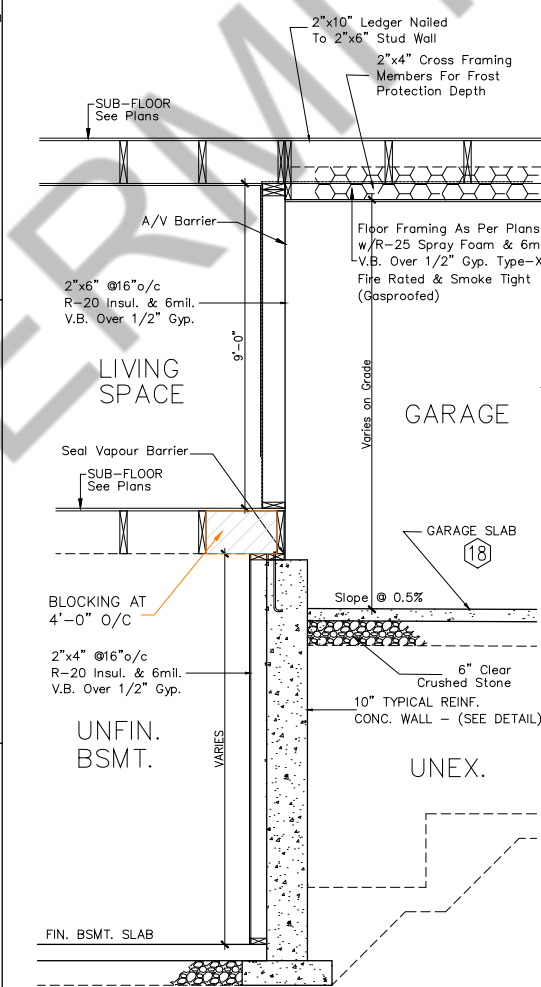 2"x10" Ledger Nailed
To 2"x6" Stud Wall
2"x4" Cross Framing
Members For Frost
Protection Depth
SUB-FLOOR
See Plans
A/V Barrier
Floor Framing As Per Plans
w/R-25 Spray Foam & 6m
V.B. Over 1/2" Gyp. Type-X
Fire Rated & Smoke Tight
(Gasproofed)
2"x6" @16"o/c
R-20 Insul. & 6mil.
V.B. Over 1/2" Gyp.
9'-0"
LIVING
SPACE
Varies on Grade
GARAGE
Seal Vapour Barrier
SUB-FLOOR
See Plans
GARAGE SLAB
18
BLOCKING AT
4'-0" O/C
Slope @ 0.5%
2"x4" @16"o/c
R-20 Insul. & 6mil.
V.B. Over 1/2" Gyp.
6" Clear
Crushed Stone
10" TYPICAL REINF.
CONC. WALL - (SEE DETAIL)
UNFIN.
BSMT.
VARIES
UNEX.
FIN. BSMT. SLAB
ERMI